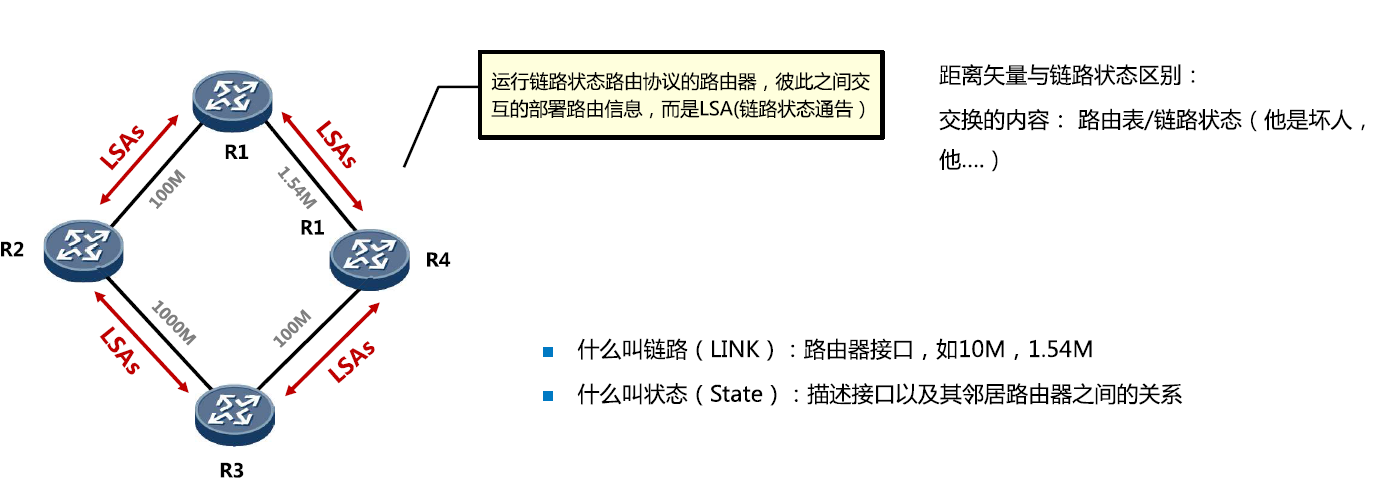 运行链路状态路由协议的路由器，彼此之间交
互的部署路由信息，而是LSA(链路状态通告）
距离矢量与链路状态区别：
交换的内容： 路由表/链路状态（他是坏人，
他....）
R1
LSAs
LSAs
100M
1.54M
R1
R2
R4
1000M
100M
LSAs
LSAs
R3
什么叫链路（LINK）：路由器接口，如10M，1.54M
什么叫状态（State）：描述接口以及其邻居路由器之间的关系